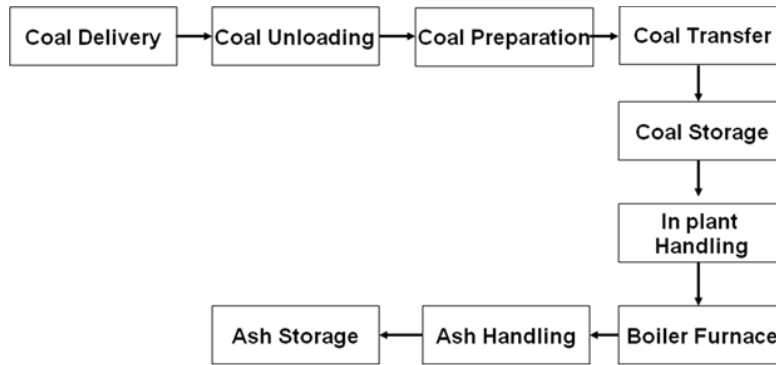 Coal Delivery
Coal Unloading
Coal Preparation
Coal Transfer
Coal Storage
In plant
Handling
Boiler Furnace
Ash Handling
Ash Storage